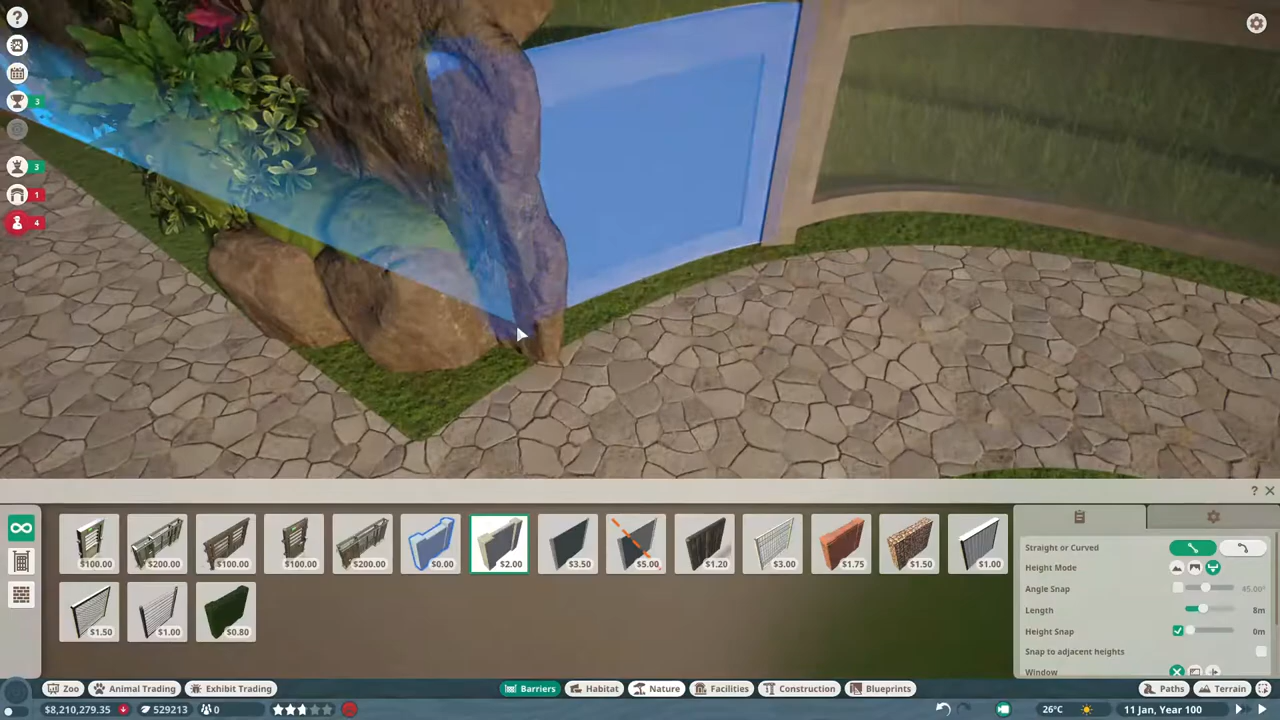 ?
3
3
1
4
?
$100.00 $200.00 $100.00 $100.00 $200.00 $0.00 $2.00 $3.50 $5.00 $1.20 $3.00 $1.75 $1.50 $1.00
$1.50 $1.00 $0.80
Straight or Curved
Height Mode
Angle Snap 45.00°
Length 8m
Height Snap 0m
Snap to adjacent heights
Window
Zoo Animal Trading Exhibit Trading Barriers Habitat Nature Facilities Construction Blueprints Paths Terrain
$8,210,279.35 529213 0 26°C 11 Jan, Year 100